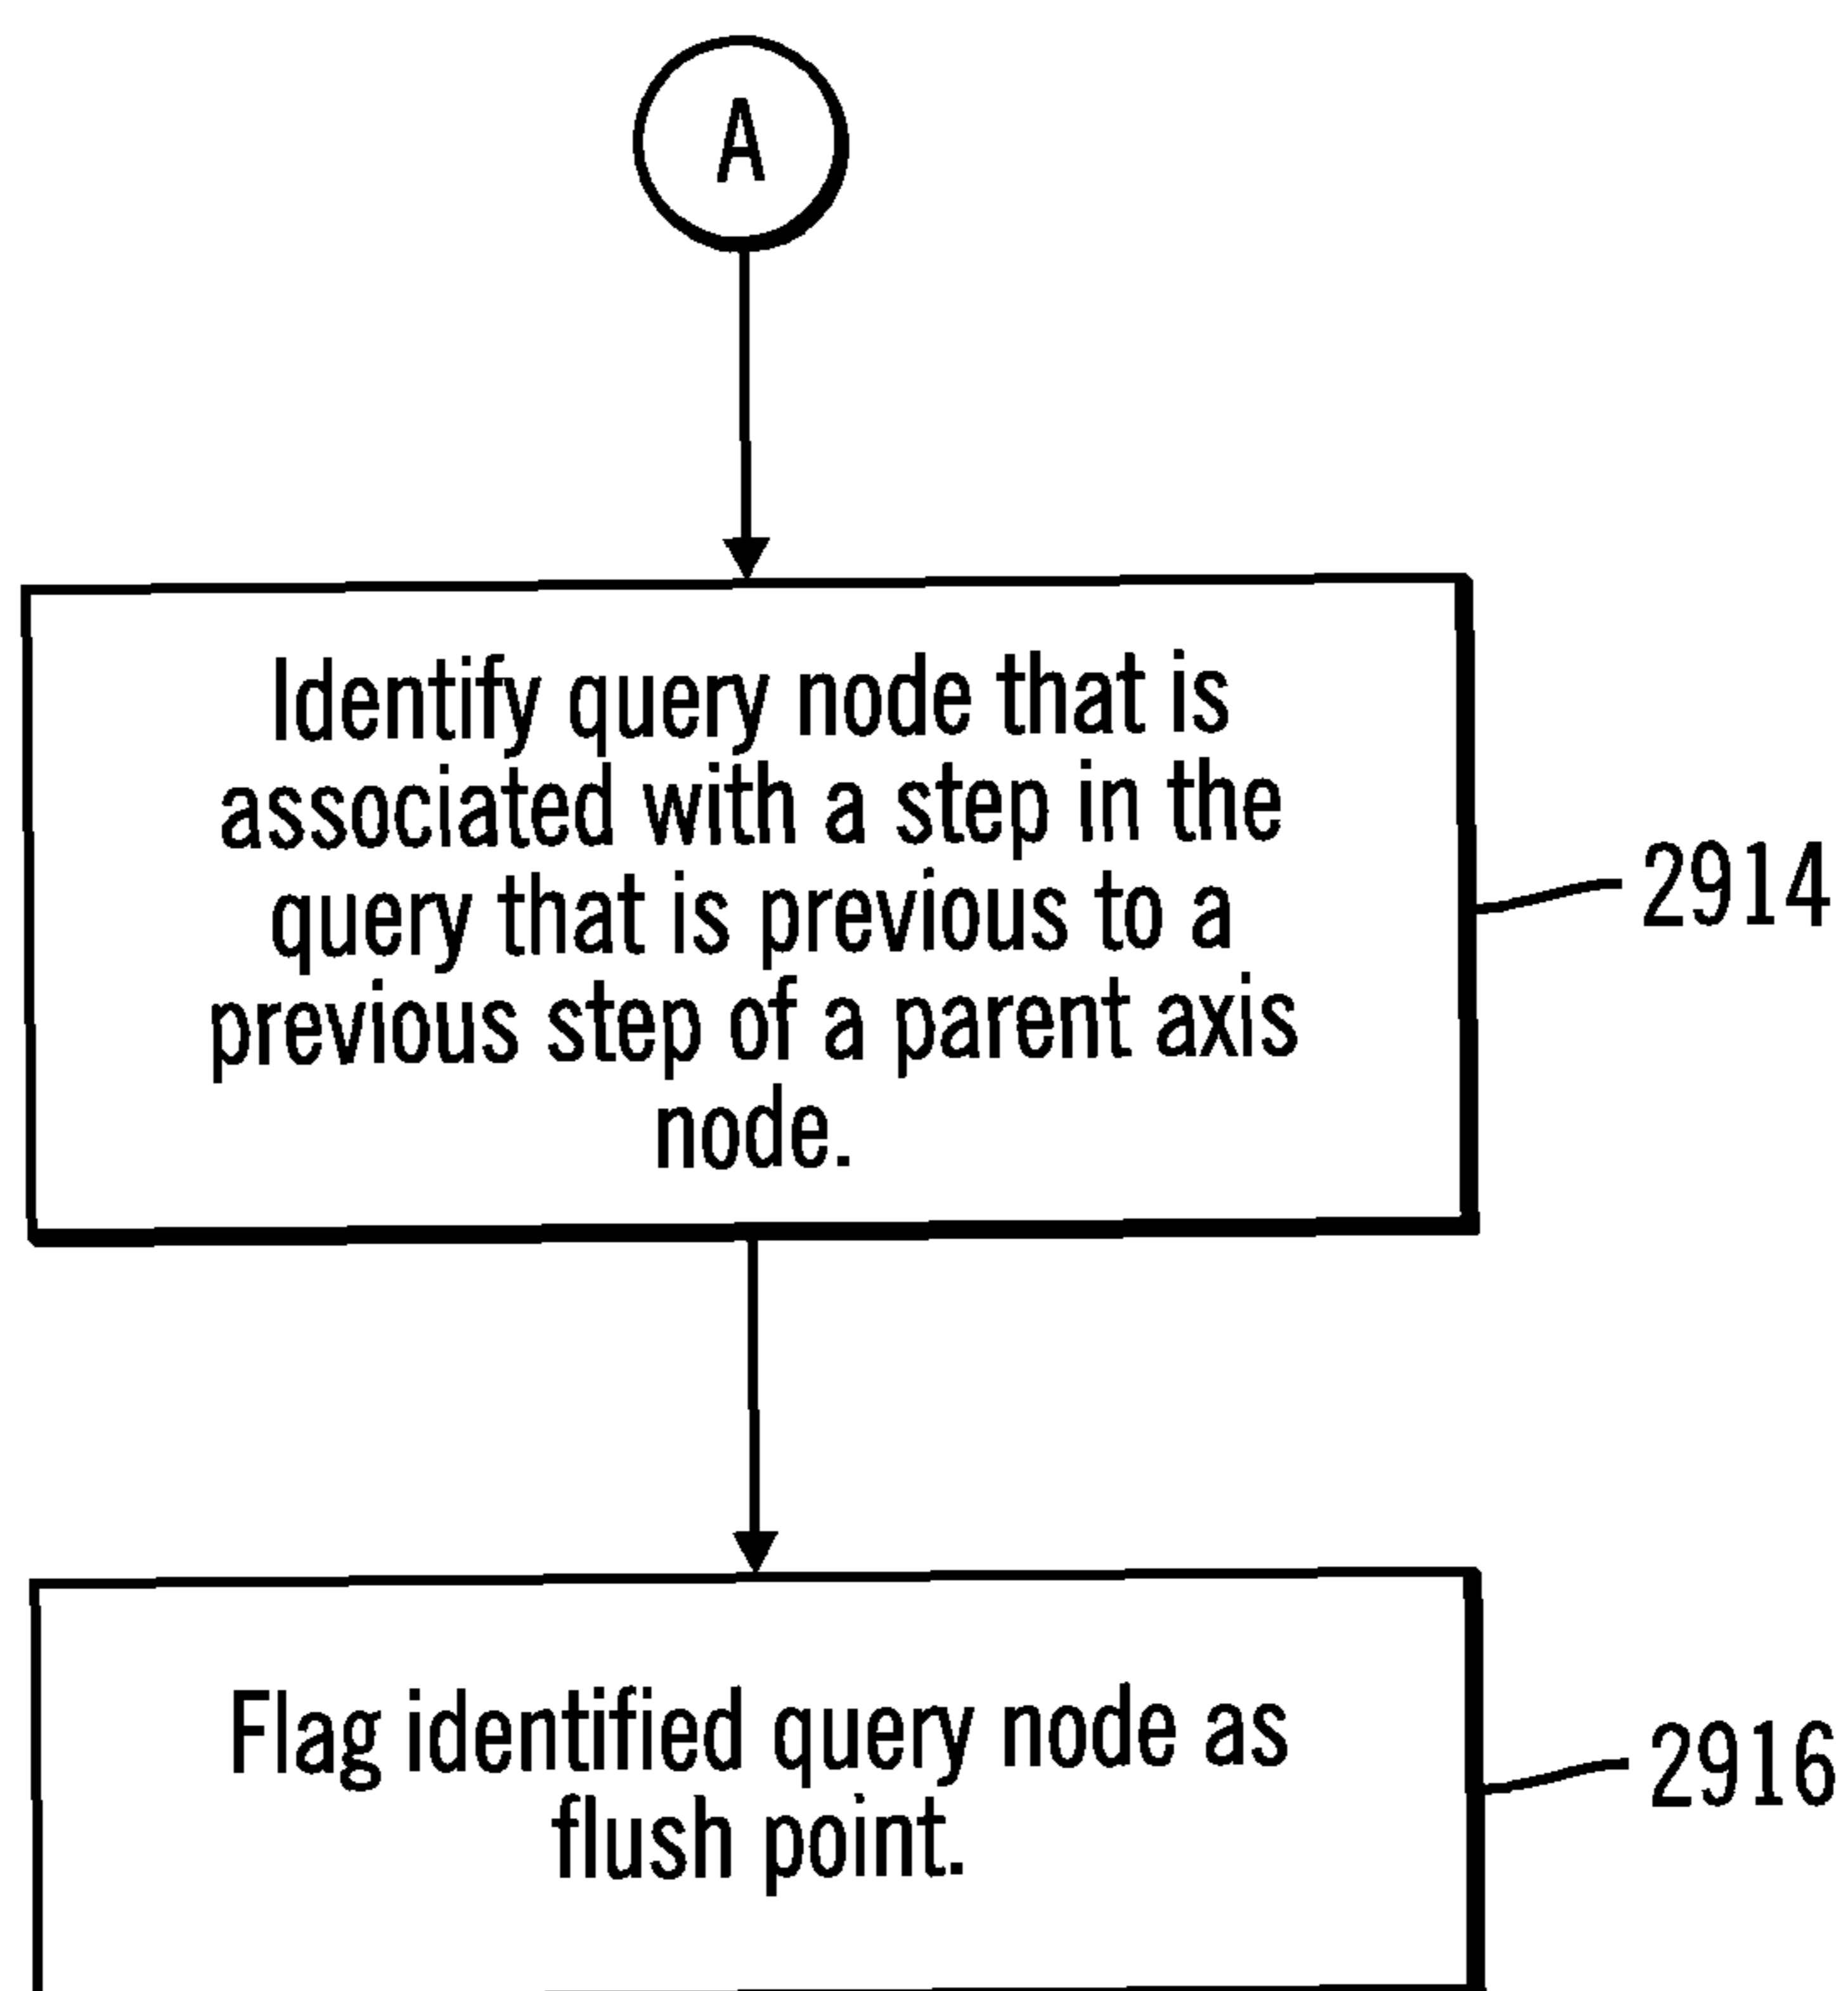 A
Identify query node that is
associated with a step in the
query that is previous to a
previous step of a parent axis
node.
2914
Flag identified query node as
flush point.
2916